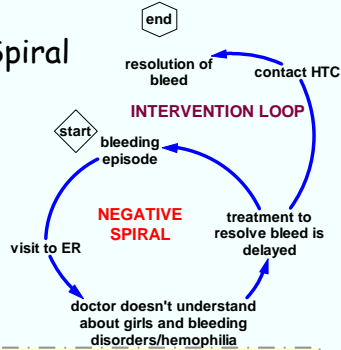 Spiral
end
resolution of
bleed
contact HTC
INTERVENTION LOOP
start
bleeding
episode
NEGATIVE
SPIRAL
treatment to
resolve bleed is
delayed
visit to ER
doctor doesn't understand
about girls and bleeding
disorders/hemophilia